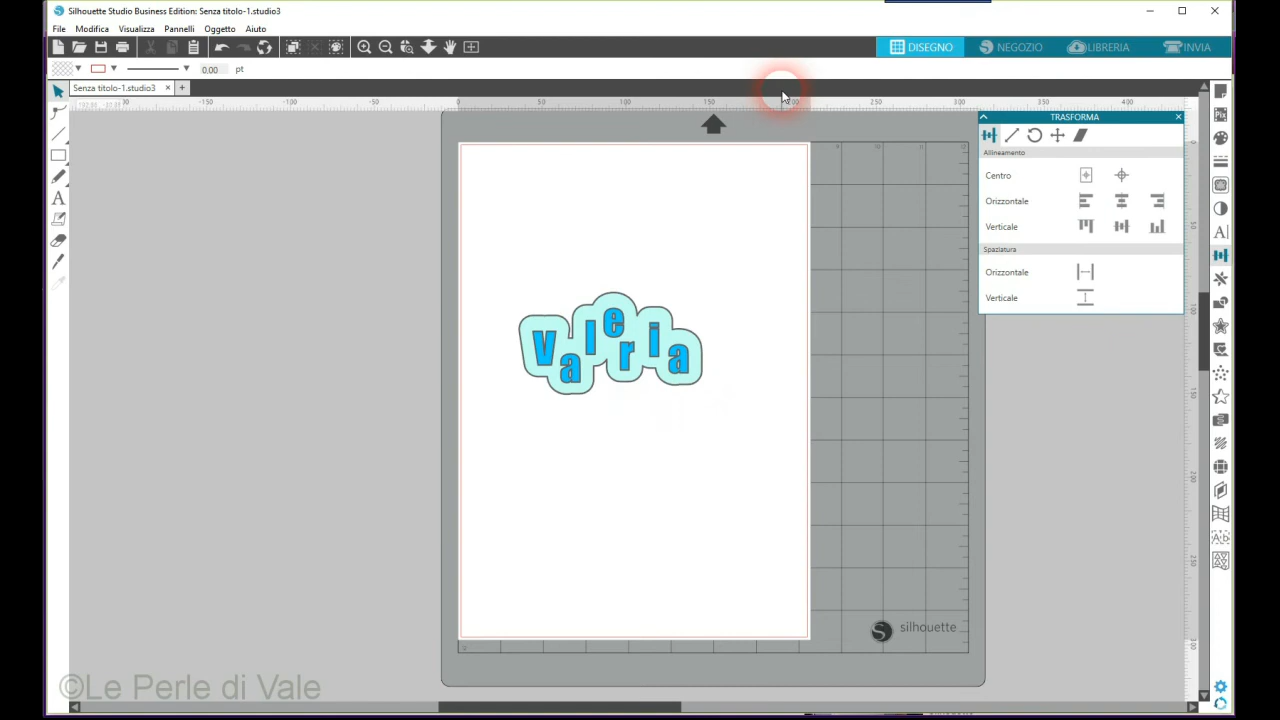 Silhouette Studio Business Edition: Senza titolo-1.studio3
File Modifica Visualizza Pannelli Oggetto Aiuto
DISEGNO NEGOZIO LIBRERIA INVIA
0.00 pt
Senza titolo-1.studio3
-150 -100 -50 0 50 100 150 200 250 300 350 400
TRASFORMA
Allineamento
Centro
Orizzontale
Verticale
Spaziatura
Orizzontale
Verticale
Valeria
silhouette
©Le Perle di Vale